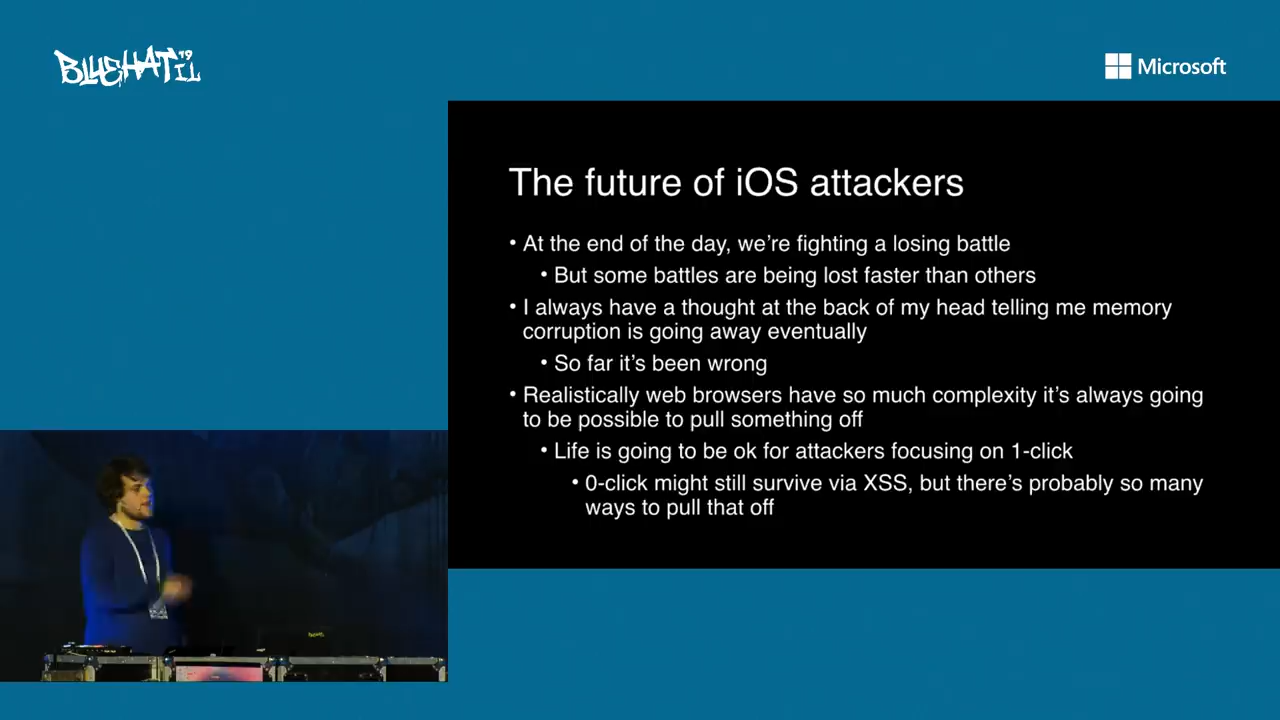 BLUEHAT IL 19
Microsoft
The future of iOS attackers
• At the end of the day, we're fighting a losing battle
• But some battles are being lost faster than others
• I always have a thought at the back of my head telling me memory
corruption is going away eventually
• So far it's been wrong
• Realistically web browsers have so much complexity it's always going
to be possible to pull something off
• Life is going to be ok for attackers focusing on 1-click
• 0-click might still survive via XSS, but there's probably so many
ways to pull that off